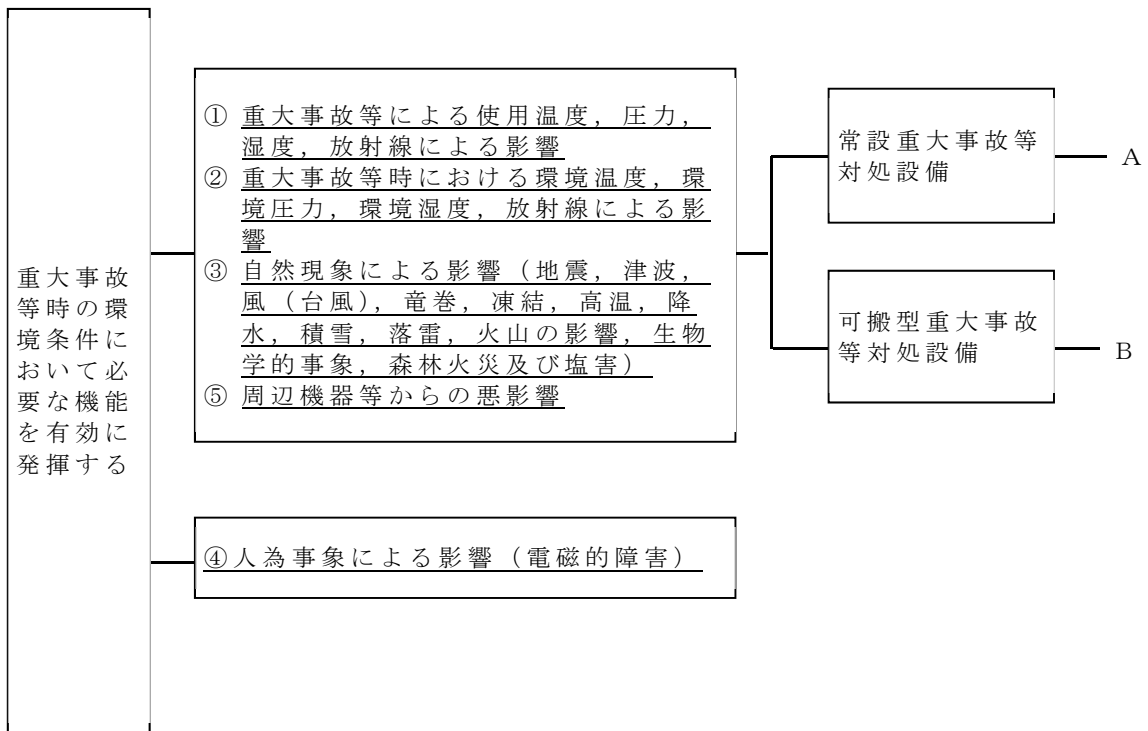 重大事故
等時の環
境条件に
おいて必
要な機能
を有効に
発揮する
① 重大事故等による使用温度，圧力，
湿度，放射線による影響
② 重大事故等時における環境温度，環
境圧力，環境湿度，放射線による影
響
③ 自然現象による影響（地震，津波，
風（台風），竜巻，凍結，高温，降
水，積雪，落雷，火山の影響，生物
学的事象，森林火災及び塩害）
⑤ 周辺機器等からの悪影響
④人為事象による影響（電磁的障害）
常設重大事故等
対処設備
A
可搬型重大事故
等対処設備
B